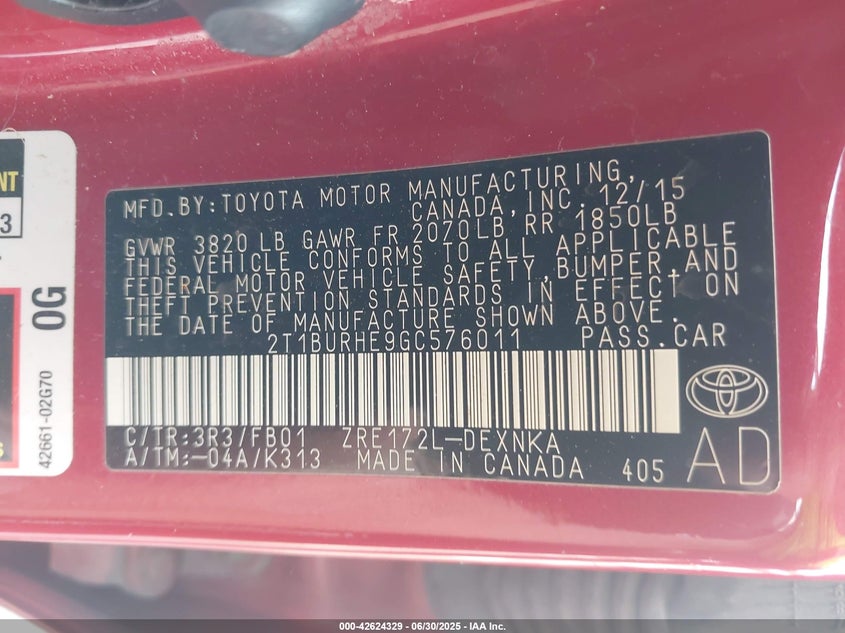 NT
3
0G
42661-02G70
s
MFD.BY:TOYOTA MOTOR MANUFACTURING,
CANADA,INC. 12/15
GVWR 3820 LB GAWR FR 2070LB RR 1850LB
THIS VEHICLE CONFORMS TO ALL APPLICABLE
FEDERAL MOTOR VEHICLE SAFETY,BUMPER,AND
THEFT PREVENTION STANDARDS IN EFFECT ON
THE DATE OF MANUFACTURE SHOWN ABOVE.
2T1BURHE9GC576011 PASS.CAR
C/TR:3R3/FB01 ZRE172L-DEXNKA
A/TM:-04A/K313 MADE IN CANADA 405
AD
000-42624329 - 06/30/2025 - IAA Inc.